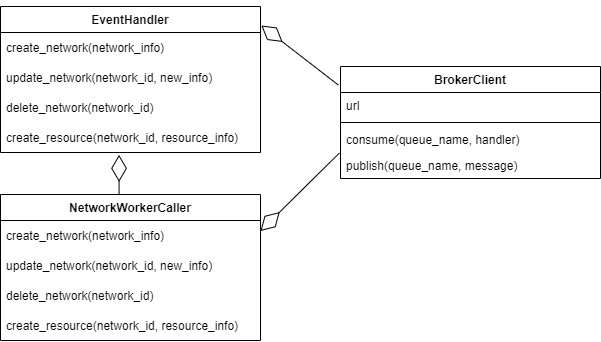 EventHandler
create_network(network_info)
update_network(network_id, new_info)
delete_network(network_id)
create_resource(network_id, resource_info)
BrokerClient
url
consume(queue_name, handler)
publish(queue_name, message)
NetworkWorkerCaller
create_network(network_info)
update_network(network_id, new_info)
delete_network(network_id)
create_resource(network_id, resource_info)